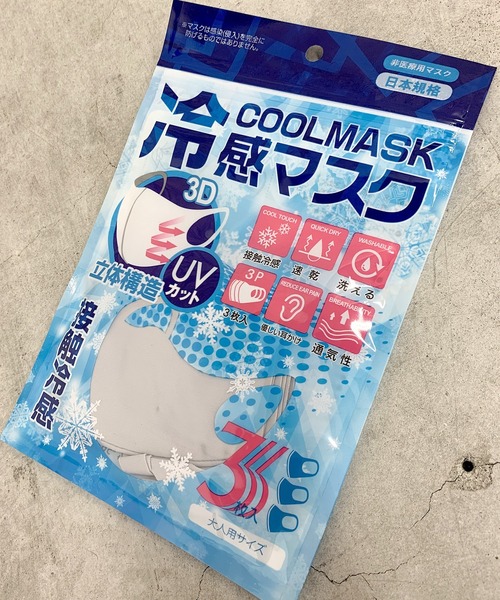 ※マスクは感染(侵入)を完全に
防げるものではありません。
非医療用マスク
日本規格
COOLMASK
冷感マスク
3D
立体構造
UV
カット
COOL TOUCH
接触冷感
QUICK DRY
速乾
WASHABLE
洗える
3P
3枚入
REDUCE EAR PAIN
優しい耳かけ
BREATHABILITY
通気性
接触冷感
3枚入
大人用サイズ